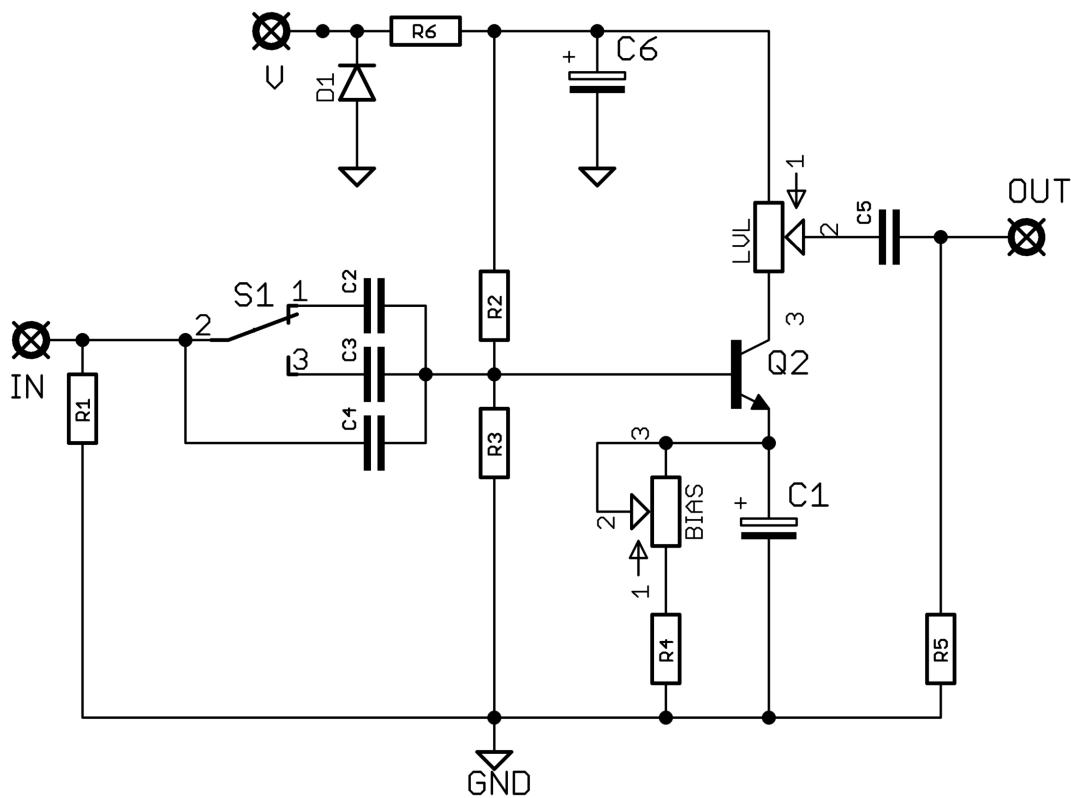 R6
+
C6
V
D1
1
OUT
C5
2
LVL
S1
1
C2
R2
3
2
3
C3
Q2
IN
R1
C4
R3
3
+
C1
2
BIAS
1
R4
R5
GND